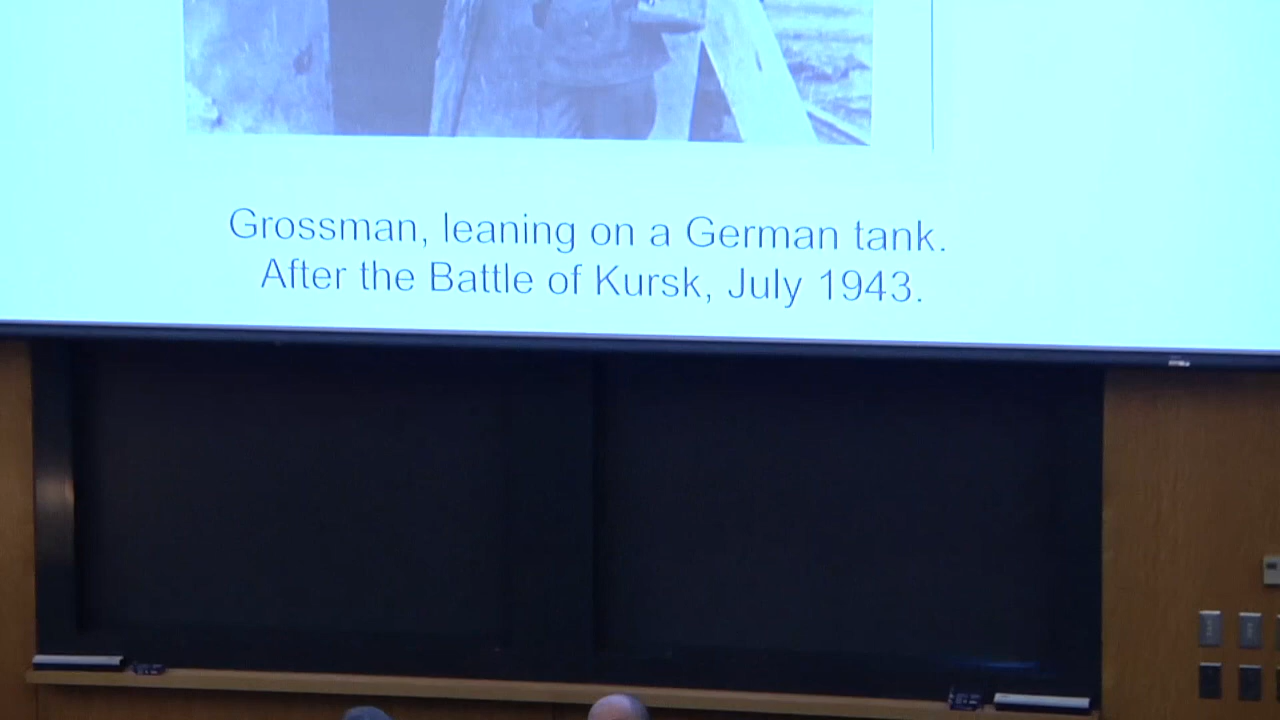 Grossman, leaning on a German tank.
After the Battle of Kursk, July 1943.